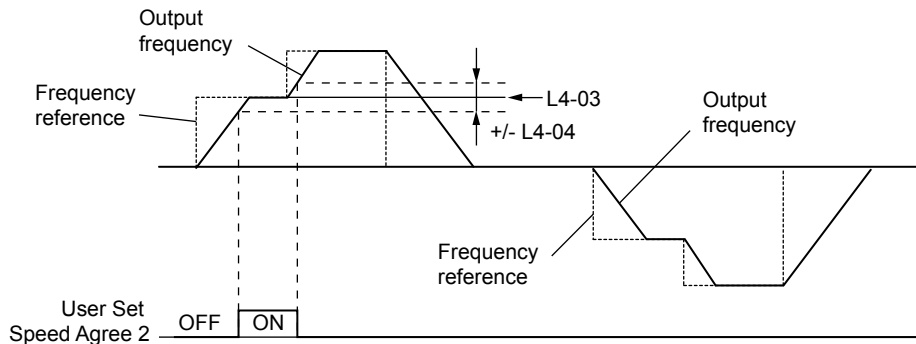 Output
frequency
Frequency
reference
L4-03
+/- L4-04
Output
frequency
Frequency
reference
User Set
Speed Agree 2
OFF
ON